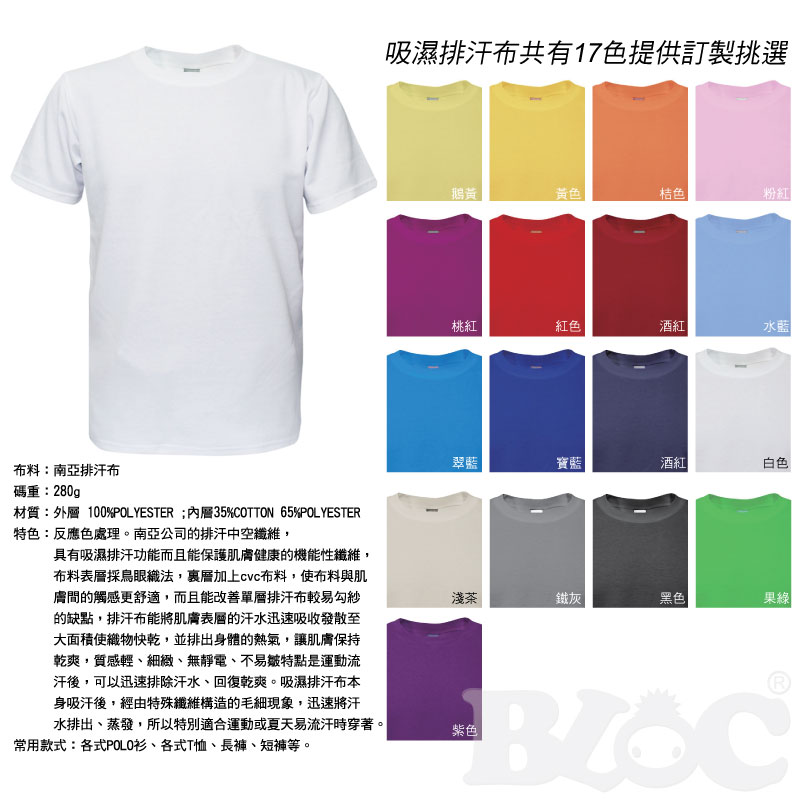 吸濕排汗布共有17色提供訂製挑選
鵝黃
黃色
桔色
粉紅
桃紅
紅色
酒紅
水藍
翠藍
寶藍
酒紅
白色
淺茶
鐵灰
黑色
果綠
紫色
布料：南亞排汗布
碼重：280g
材質：外層 100%POLYESTER ;內層35%COTTON 65%POLYESTER
特色：反應色處理。南亞公司的排汗中空纖維，
具有吸濕排汗功能而且能保護肌膚健康的機能性纖維，
布料表層採鳥眼織法，裏層加上cvc布料，使布料與肌
膚間的觸感更舒適，而且能改善單層排汗布較易勾紗
的缺點，排汗布能將肌膚表層的汗水迅速吸收發散至
大面積使織物快乾，並排出身體的熱氣，讓肌膚保持
乾爽，質感輕、細緻、無靜電、不易皺特點是運動流
汗後，可以迅速排除汗水、回復乾爽。吸濕排汗布本
身吸汗後，經由特殊纖維構造的毛細現象，迅速將汗
水排出、蒸發，所以特別適合運動或夏天易流汗時穿著。
常用款式：各式POLO衫、各式T恤、長褲、短褲等。
BLOC®